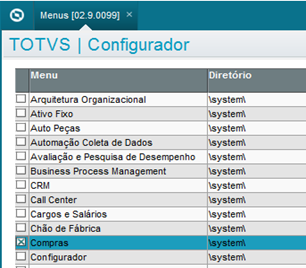 Menus [02.9.0099] ×
TOTVS | Configurador
Menu Diretório
Arquitetura Organizacional \system\
Ativo Fixo \system\
Auto Peças \system\
Automação Coleta de Dados \system\
Avaliação e Pesquisa de Desempenho \system\
Business Process Management \system\
CRM \system\
Call Center \system\
Cargos e Salários \system\
Chão de Fábrica \system\
Compras \system\
Configurador \system\